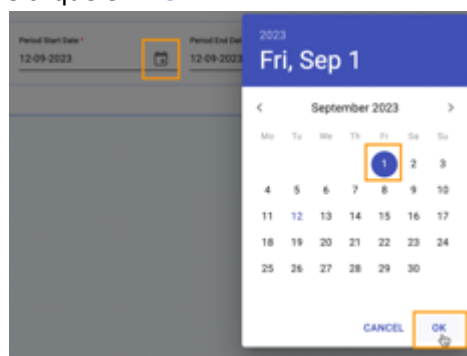 Period Start Date *
12-09-2023
Period End Dat
12-09-2023
2023
Fri, Sep 1
< September 2023 >
Mo Tu We Th Fr Sa Su
1 2 3
4 5 6 7 8 9 10
11 12 13 14 15 16 17
18 19 20 21 22 23 24
25 26 27 28 29 30
CANCEL OK